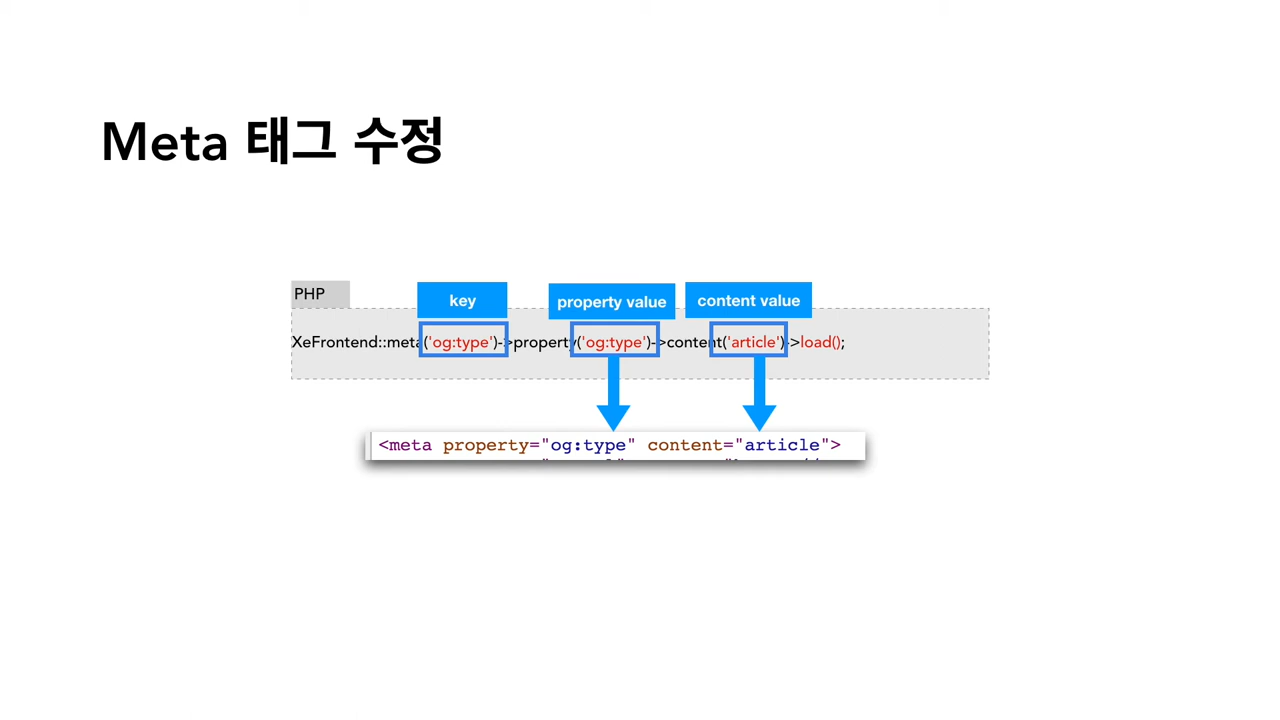 Meta 태그 수정
PHP
key
property value
content value
XeFrontend::meta('og:type')->property('og:type')->content('article')->load();
<meta property="og:type" content="article">